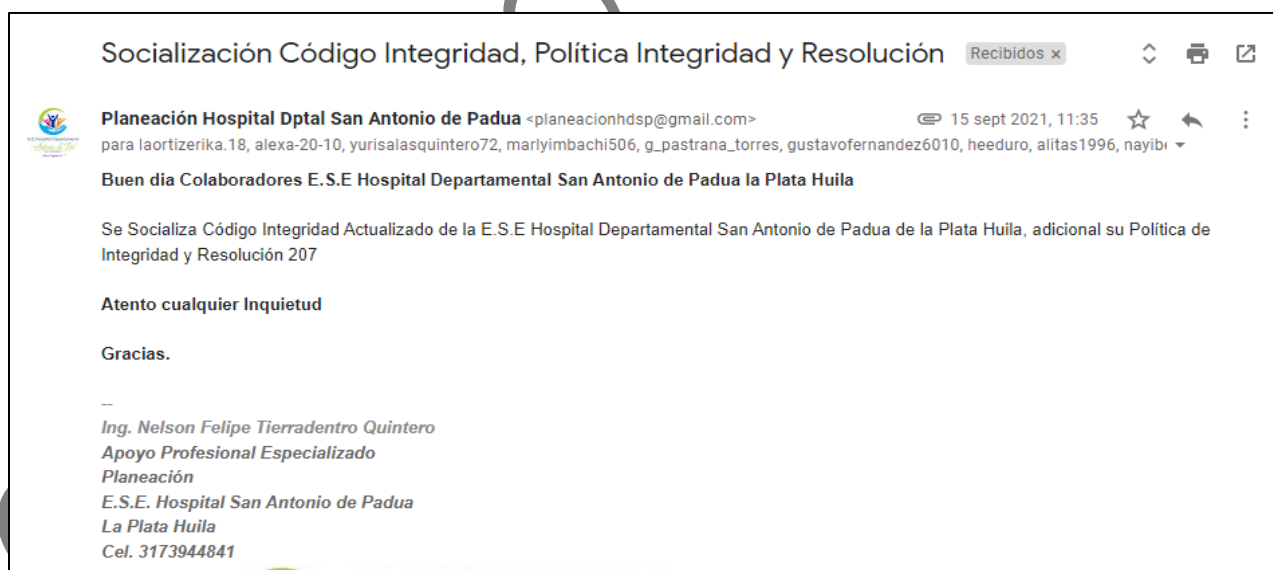 Socialización Código Integridad, Política Integridad y Resolución Recibidos x
Planeación Hospital Dptal San Antonio de Padua <planeacionhdsp@gmail.com> 15 sept 2021, 11:35
para laortizerika.18, alexa-20-10, yurisalasquintero72, marlyimbachi506, g_pastrana_torres, gustavofernandez6010, heeduro, alitas1996,
Buen dia Colaboradores E.S.E Hospital Departamental San Antonio de Padua la Plata Huila
Se Socializa Código Integridad Actualizado de la E.S.E Hospital Departamental San Antonio de Padua de la Plata Huila, adicional su Política de
Integridad y Resolución 207
Atento cualquier Inquietud
Gracias.
--
Ing. Nelson Felipe Tierradentro Quintero
Apoyo Profesional Especializado
Planeación
E.S.E. Hospital San Antonio de Padua
La Plata Huila
Cel. 3173944841